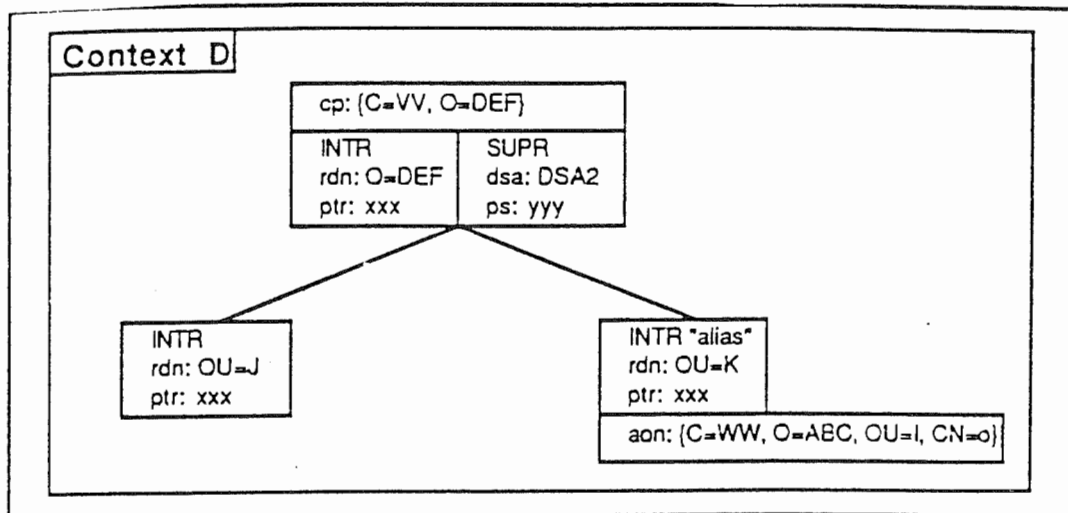 Context D
cp: {C=VV, O=DEF}
INTR
rdn: O=DEF
ptr: xxx
SUPR
dsa: DSA2
ps: yyy
INTR
rdn: OU=J
ptr: xxx
INTR "alias"
rdn: OU=K
ptr: xxx
aon: {C=WW, O=ABC, OU=I, CN=o}